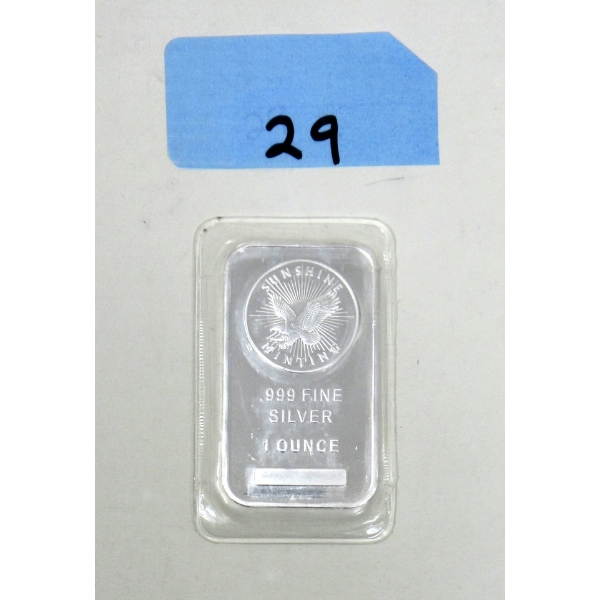 29
SUNSHINE
MINTING
.999 FINE
SILVER
1 OUNCE